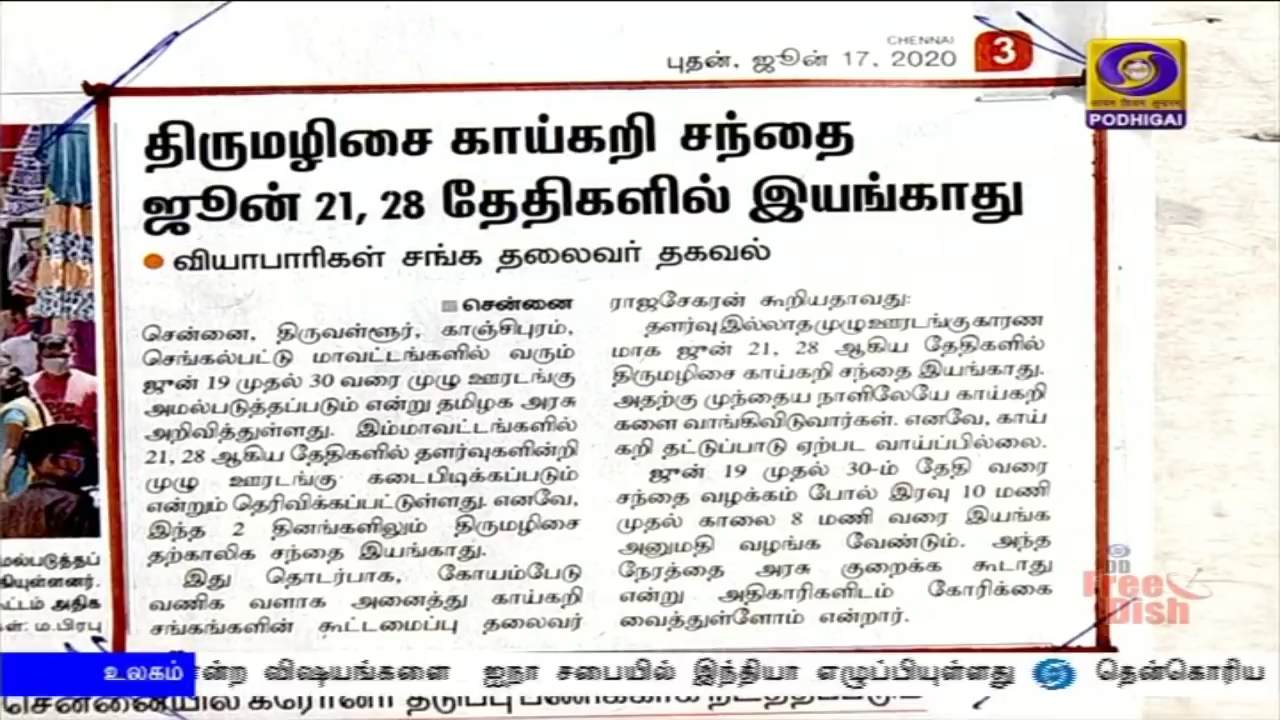 CHENNAI
புதன், ஜூன் 17, 2020
3
PODHIGAI
திருமழிசை காய்கறி சந்தை
ஜூன் 21, 28 தேதிகளில் இயங்காது
வியாபாரிகள் சங்க தலைவர் தகவல்
சென்னை
சென்னை, திருவள்ளூர், காஞ்சிபுரம்,
செங்கல்பட்டு மாவட்டங்களில் வரும்
ஜூன் 19 முதல் 30 வரை முழு ஊரடங்கு
அமல்படுத்தப்படும் என்று தமிழக அரசு
அறிவித்துள்ளது. இம்மாவட்டங்களில்
21, 28 ஆகிய தேதிகளில் தளர்வுகளின்றி
முழு ஊரடங்கு கடைபிடிக்கப்படும்
என்றும் தெரிவிக்கப்பட்டுள்ளது. எனவே,
இந்த 2 தினங்களிலும் திருமழிசை
தற்காலிக சந்தை இயங்காது.
இது தொடர்பாக, கோயம்பேடு
வணிக வளாக அனைத்து காய்கறி
சங்கங்களின் கூட்டமைப்பு தலைவர்
ராஜசேகரன் கூறியதாவது:
தளர்வு இல்லாத முழு ஊரடங்கு காரண
மாக ஜூன் 21, 28 ஆகிய தேதிகளில்
திருமழிசை காய்கறி சந்தை இயங்காது.
அதற்கு முந்தைய நாளிலேயே காய்கறி
களை வாங்கிவிடுவார்கள். எனவே, காய்
கறி தட்டுப்பாடு ஏற்பட வாய்ப்பில்லை.
ஜூன் 19 முதல் 30-ம் தேதி வரை
சந்தை வழக்கம் போல் இரவு 10 மணி
முதல் காலை 8 மணி வரை இயங்க
அனுமதி வழங்க வேண்டும். அந்த
நேரத்தை அரசு குறைக்க கூடாது
என்று அதிகாரிகளிடம் கோரிக்கை
வைத்துள்ளோம் என்றார்.
மல்படுத்தப்
யுள்ளனர்.
ட்டம் அதிக
ள்: ம.பிரபு
DD
Free Dish
உலகம்
ன்ற விஷயங்களை ஐநா சபையில் இந்தியா எழுப்பியுள்ளது தென்கொரிய